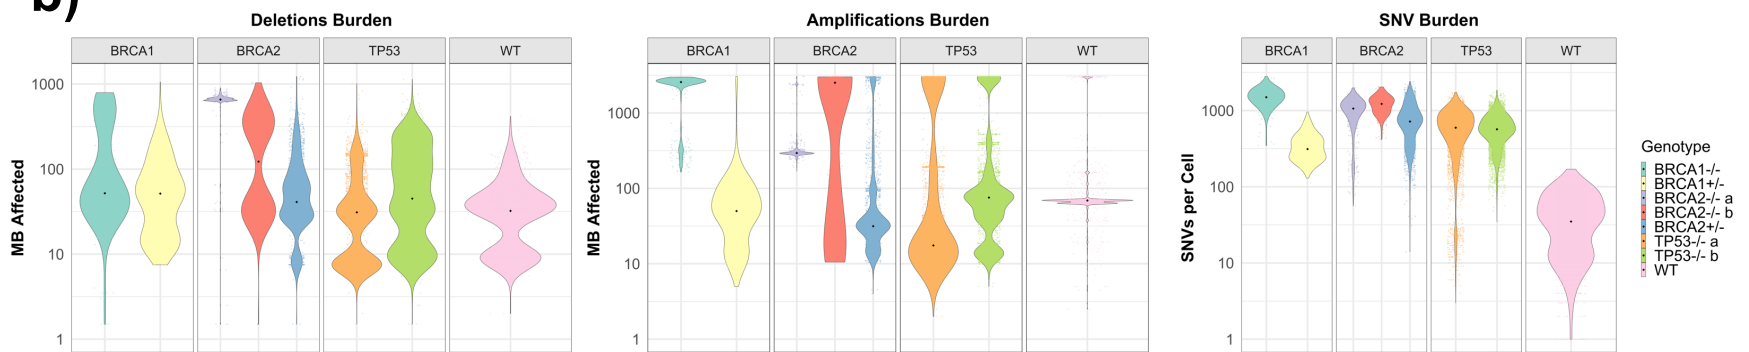 b)
Deletions Burden
BRCA1 BRCA2 TP53 WT
MB Affected
1000
100
10
1
Amplifications Burden
BRCA1 BRCA2 TP53 WT
MB Affected
1000
100
10
1
SNV Burden
BRCA1 BRCA2 TP53 WT
SNVs per Cell
1000
100
10
1
Genotype
BRCA1-/-
BRCA1+/-
BRCA2-/- a
BRCA2-/- b
BRCA2+/-
TP53-/- a
TP53-/- b
WT